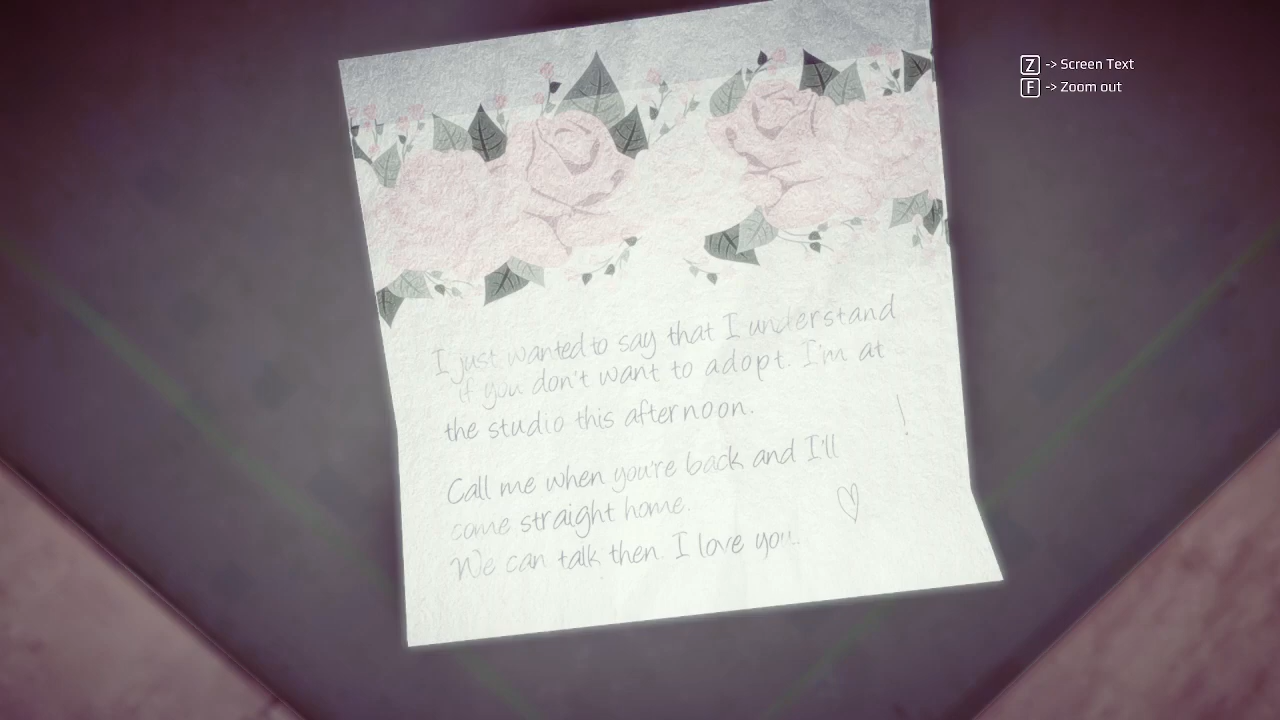 Z -> Screen Text
F -> Zoom out
I just wanted to say that I understand
if you don't want to adopt. I'm at
the studio this afternoon.
!
Call me when you're back and I'll
come straight home.
We can talk then. I love you.